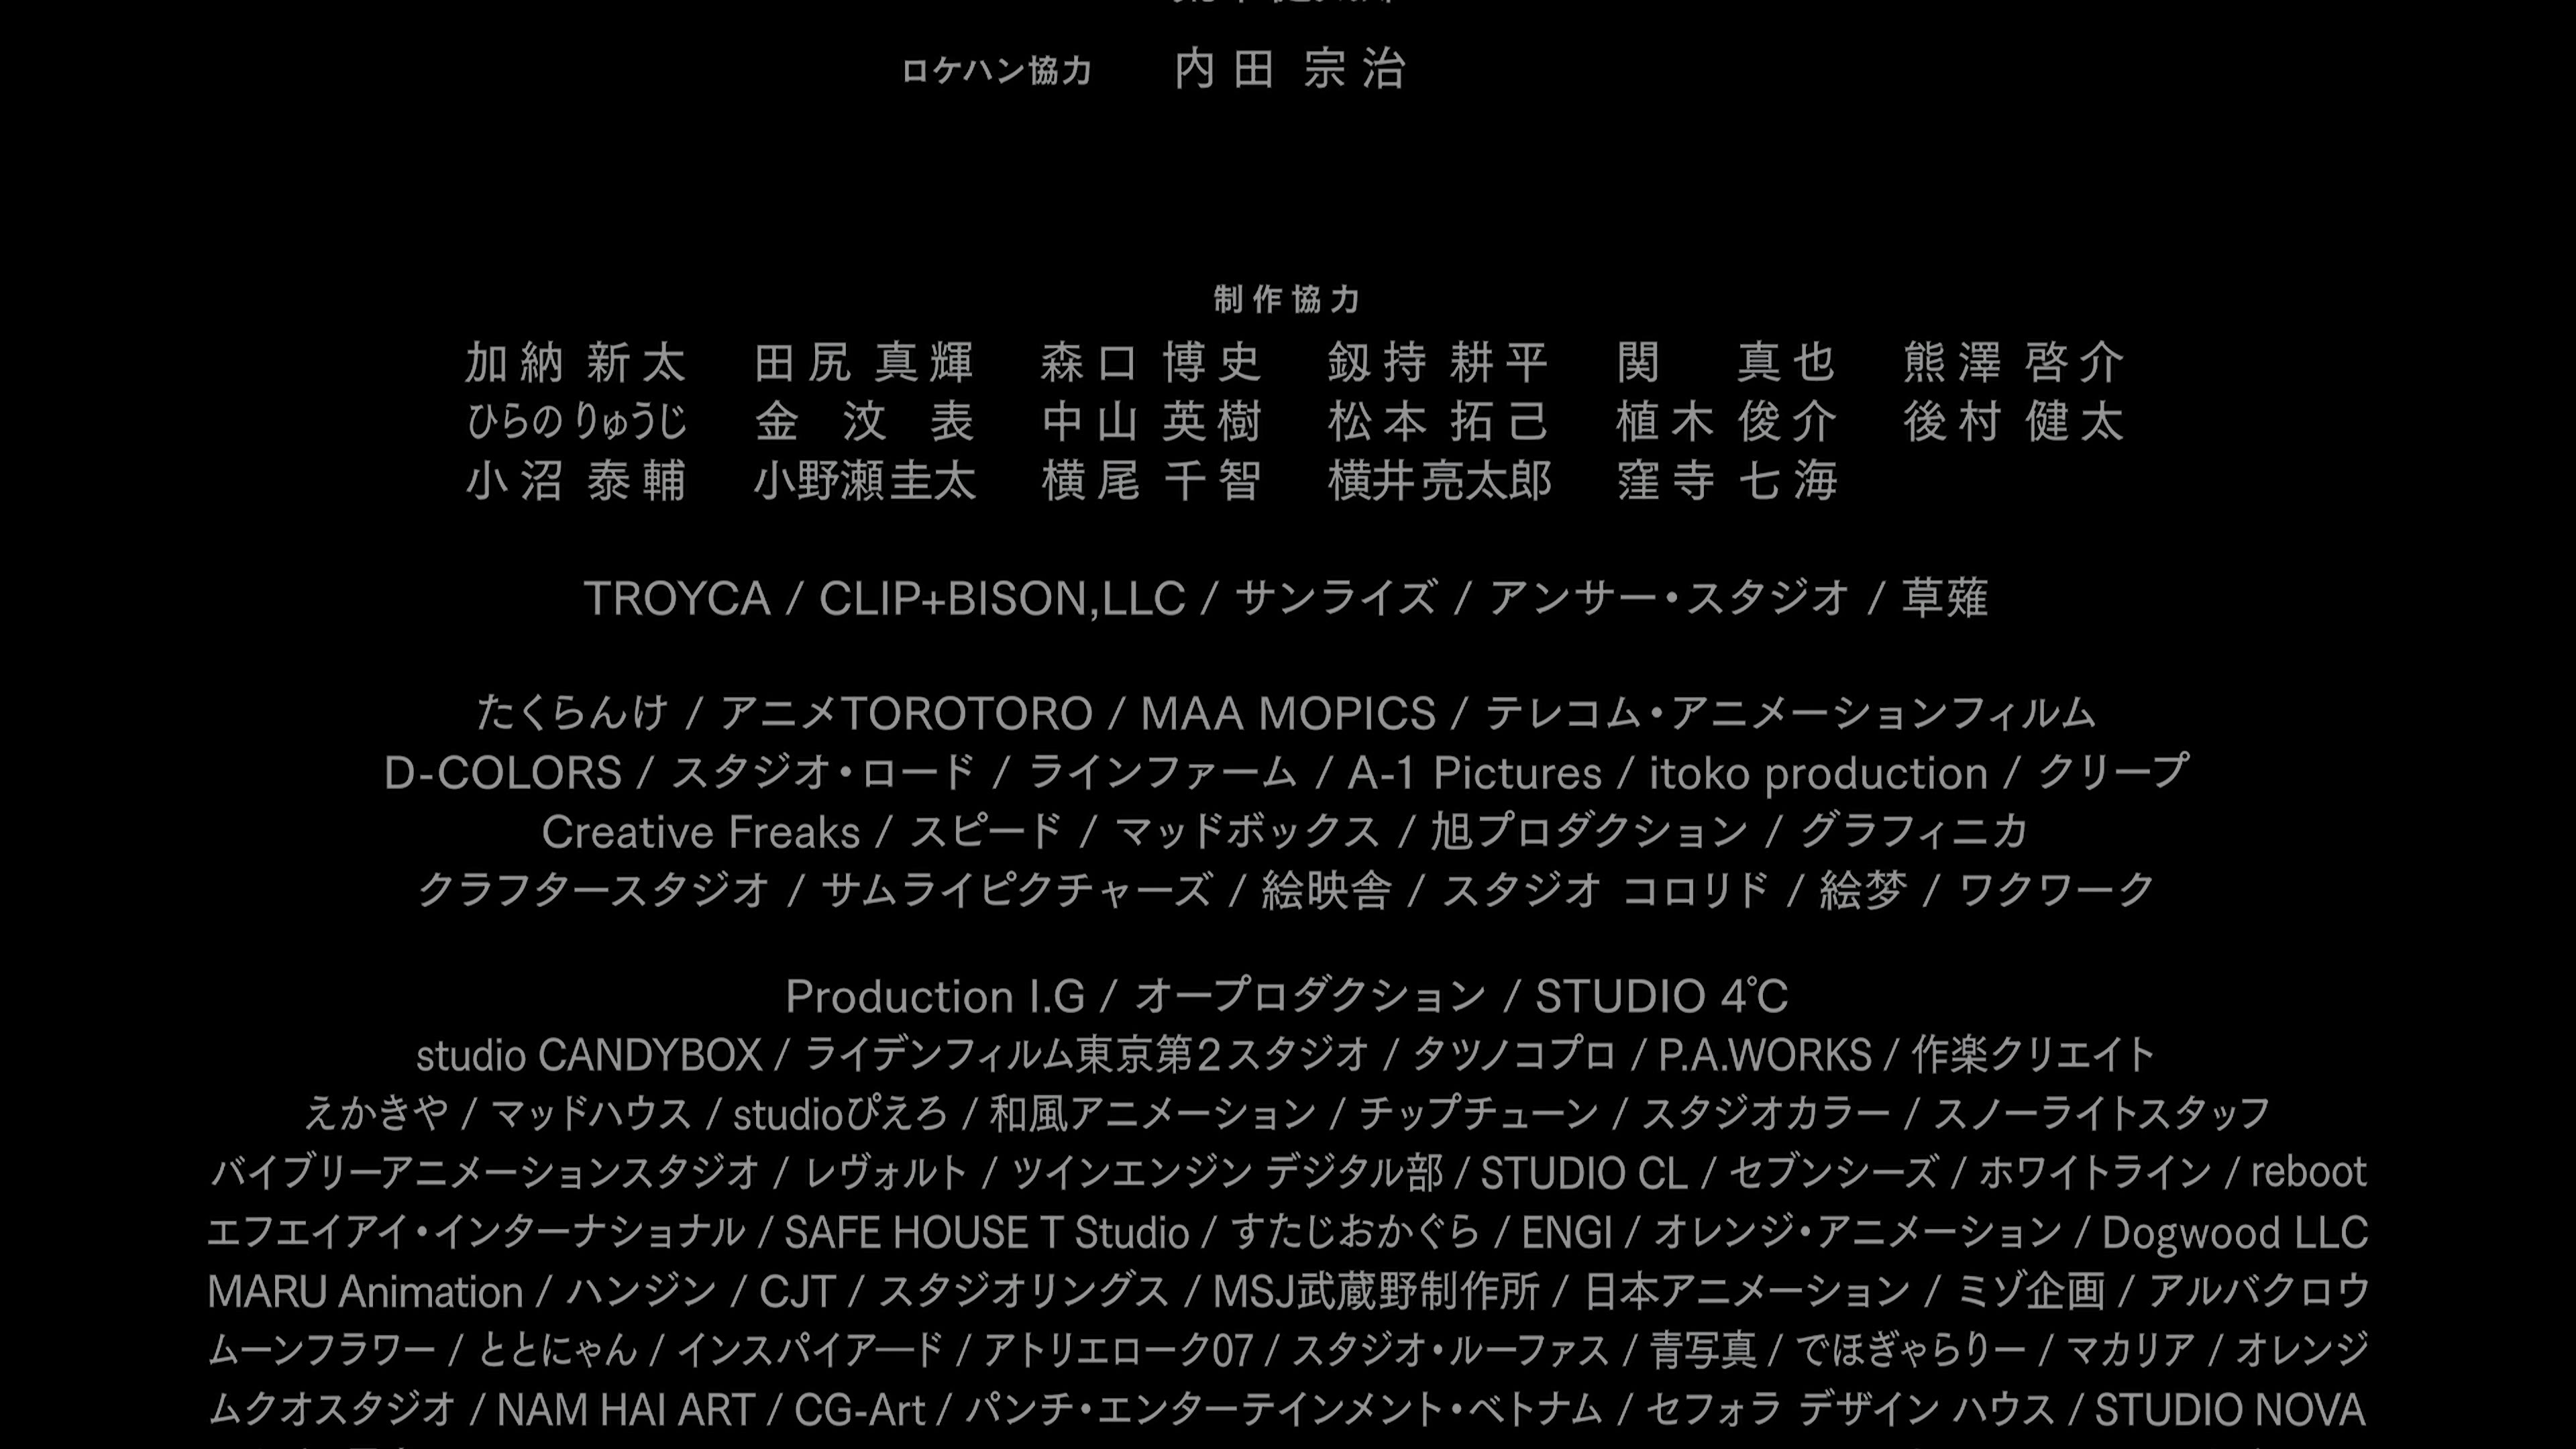 ロケハン協力 内田 宗治
制作協力
加納 新太 田尻 真輝 森口 博史 釼持 耕平 関 真也 熊澤 啓介
ひらの りゅうじ 金 汶 表 中山 英樹 松本 拓己 植木 俊介 後村 健太
小沼 泰輔 小野瀬圭太 横尾 千智 横井亮太郎 窪寺 七海
TROYCA / CLIP+BISON,LLC / サンライズ / アンサー・スタジオ / 草薙
たくらんけ / アニメTOROTORO / MAA MOPICS / テレコム・アニメーションフィルム
D-COLORS / スタジオ・ロード / ラインファーム / A-1 Pictures / itoko production / クリープ
Creative Freaks / スピード / マッドボックス / 旭プロダクション / グラフィニカ
クラフタースタジオ / サムライピクチャーズ / 絵映舎 / スタジオ コロリド / 絵梦 / ワクワーク
Production I.G / オープロダクション / STUDIO 4℃
studio CANDYBOX / ライデンフィルム東京第2スタジオ / タツノコプロ / P.A.WORKS / 作楽クリエイト
えかきや / マッドハウス / studioぴえろ / 和風アニメーション / チップチューン / スタジオカラー / スノーライトスタッフ
バイブリーアニメーションスタジオ / レヴォルト / ツインエンジン デジタル部 / STUDIO CL / セブンシーズ / ホワイトライン / reboot
エフエイアイ・インターナショナル / SAFE HOUSE T Studio / すたじおかぐら / ENGI / オレンジ・アニメーション / Dogwood LLC
MARU Animation / ハンジン / CJT / スタジオリングス / MSJ武蔵野制作所 / 日本アニメーション / ミゾ企画 / アルバクロウ
ムーンフラワー / ととにゃん / インスパイアード / アトリエローク07 / スタジオ・ルーファス / 青写真 / でほぎゃらりー / マカリア / オレンジ
ムクオスタジオ / NAM HAI ART / CG-Art / パンチ・エンターテインメント・ベトナム / セフォラ デザイン ハウス / STUDIO NOVA